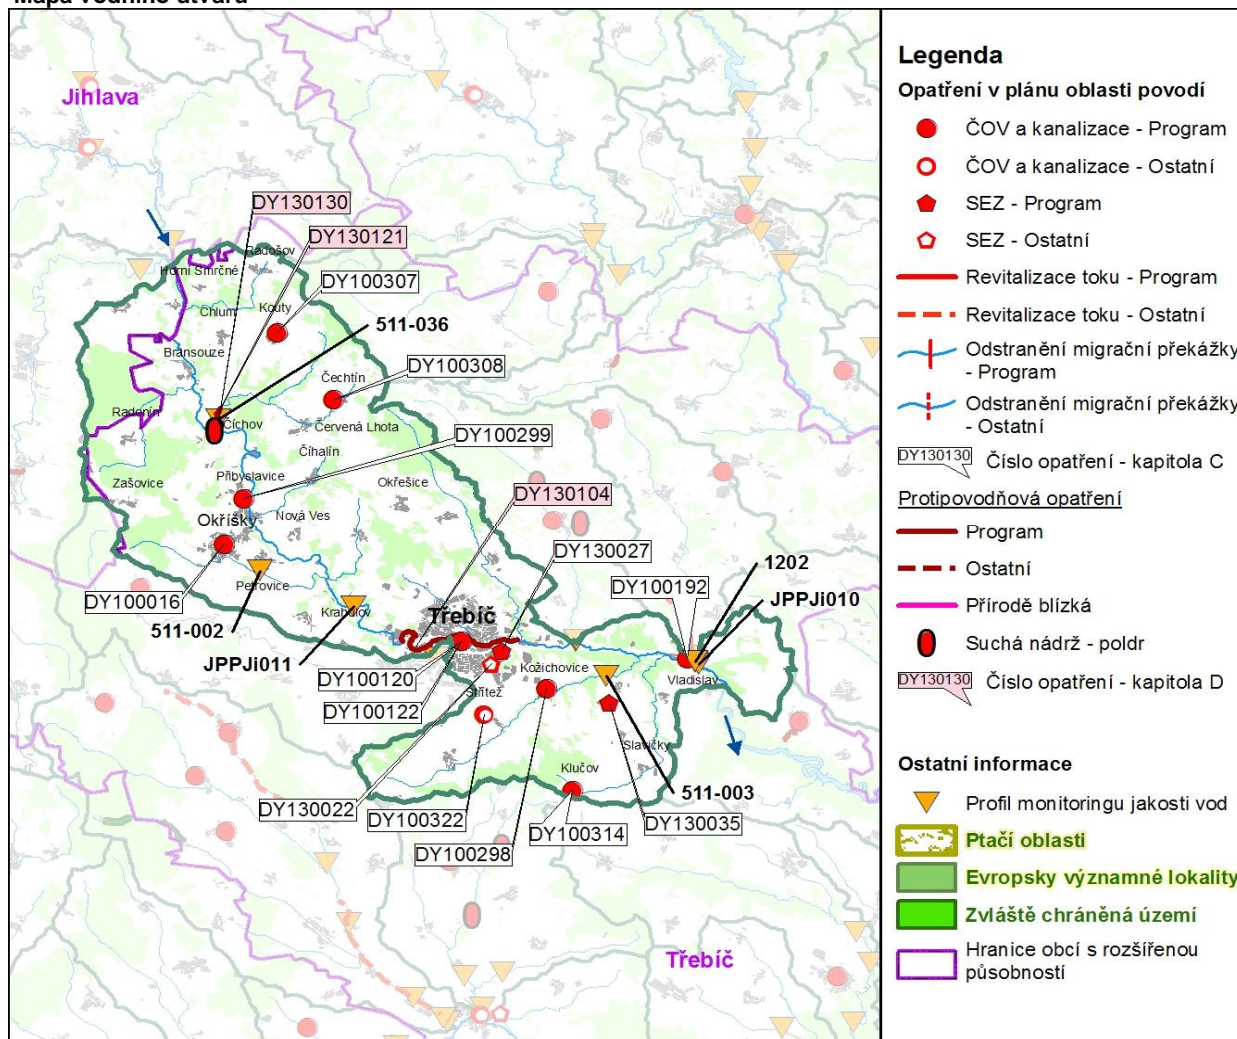 Mapa vodního útvaru
Jihlava
DY130130
DY130121
Radošov
Horní Smrčné
DY100307
Chlum
Kouty
511-036
Bransouze
DY100308
Čechtín
Radonín
Číchov
Červená Lhota
DY100299
Číhalín
Přibyslavice
Okřešice
Zašovice
DY130104
Nová Ves
Okříšky
DY130027
1202
DY100192
Petrovice
DY100016
JPPJi010
Krahulov
Třebíč
511-002
JPPJi011
Kožichovice
DY100120
Vladislav
Střítež
DY100122
Slavičky
Klučov
511-003
DY130022
DY100322
DY130035
DY100314
DY100298
Třebíč
Legenda
Opatření v plánu oblasti povodí
ČOV a kanalizace - Program
ČOV a kanalizace - Ostatní
SEZ - Program
SEZ - Ostatní
Revitalizace toku - Program
Revitalizace toku - Ostatní
Odstranění migrační překážky
- Program
Odstranění migrační překážky
- Ostatní
DY130130 Číslo opatření - kapitola C
Protipovodňová opatření
Program
Ostatní
Přírodě blízká
Suchá nádrž - poldr
DY130130 Číslo opatření - kapitola D
Ostatní informace
Profil monitoringu jakosti vod
Ptačí oblasti
Evropsky významné lokality
Zvláště chráněná území
Hranice obcí s rozšířenou
působností